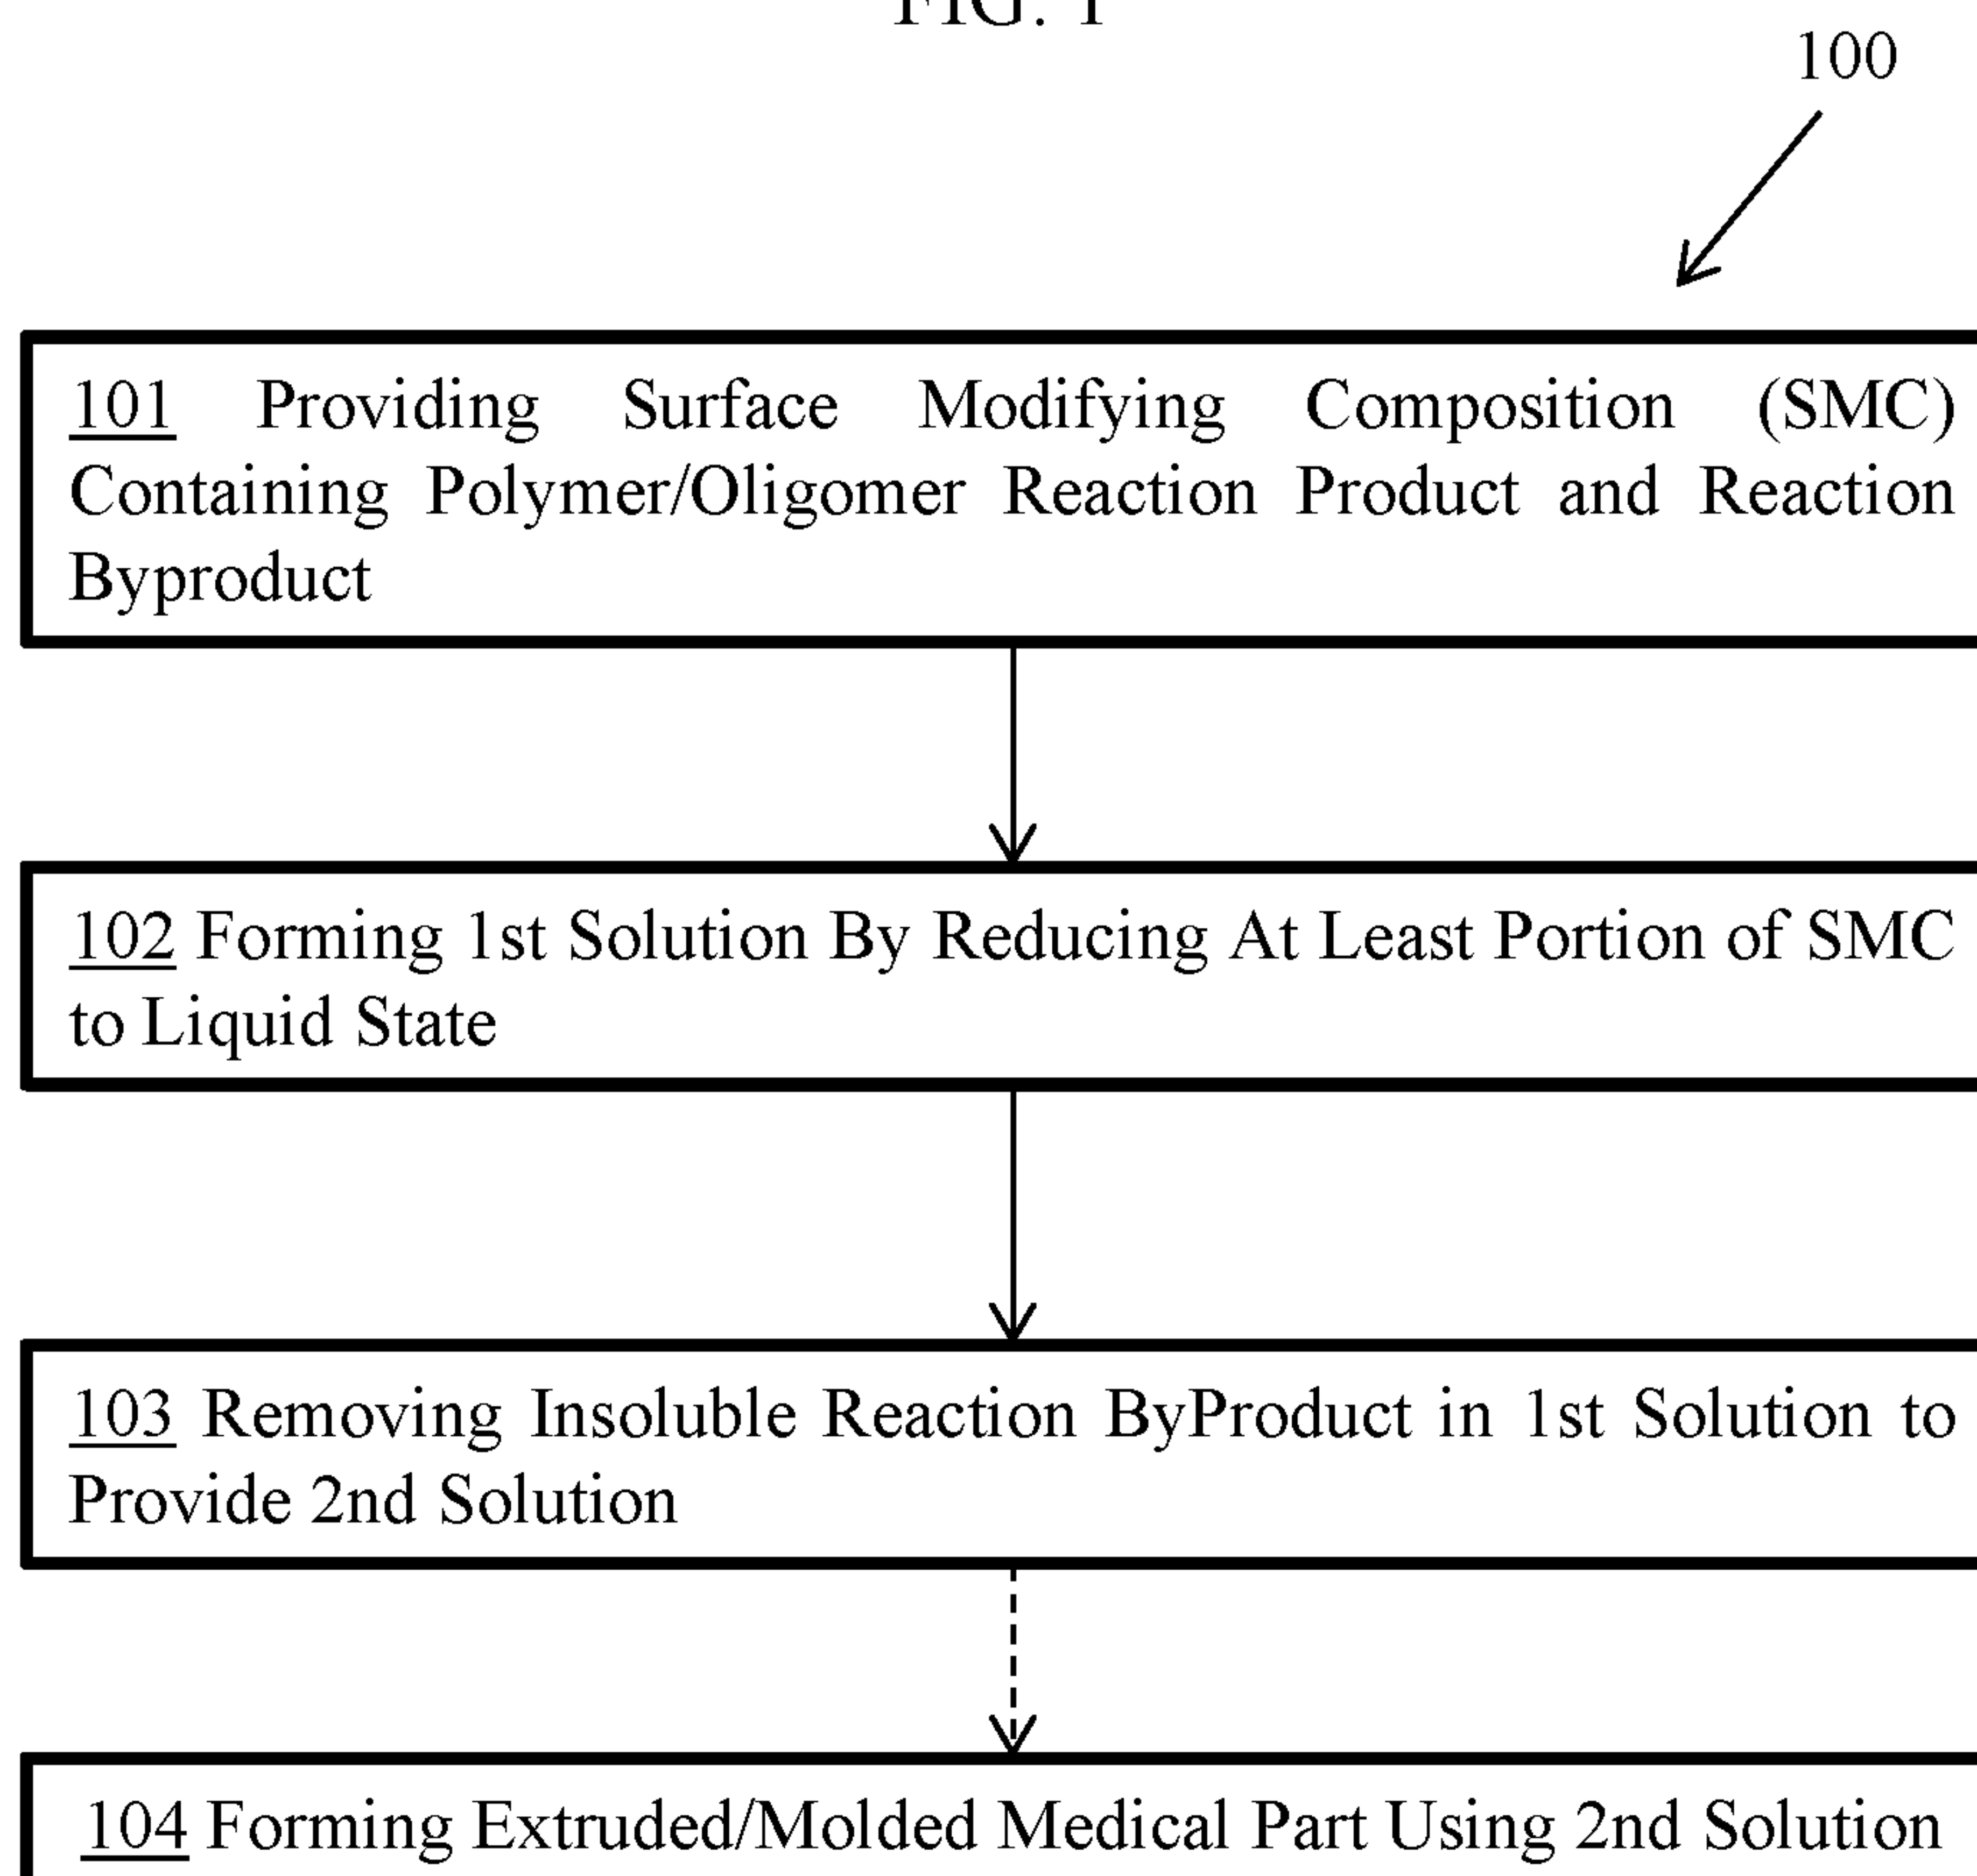 FIG. 1
100
101 Providing Surface Modifying Composition (SMC)
Containing Polymer/Oligomer Reaction Product and Reaction
Byproduct
102 Forming 1st Solution By Reducing At Least Portion of SMC
to Liquid State
103 Removing Insoluble Reaction ByProduct in 1st Solution to
Provide 2nd Solution
104 Forming Extruded/Molded Medical Part Using 2nd Solution